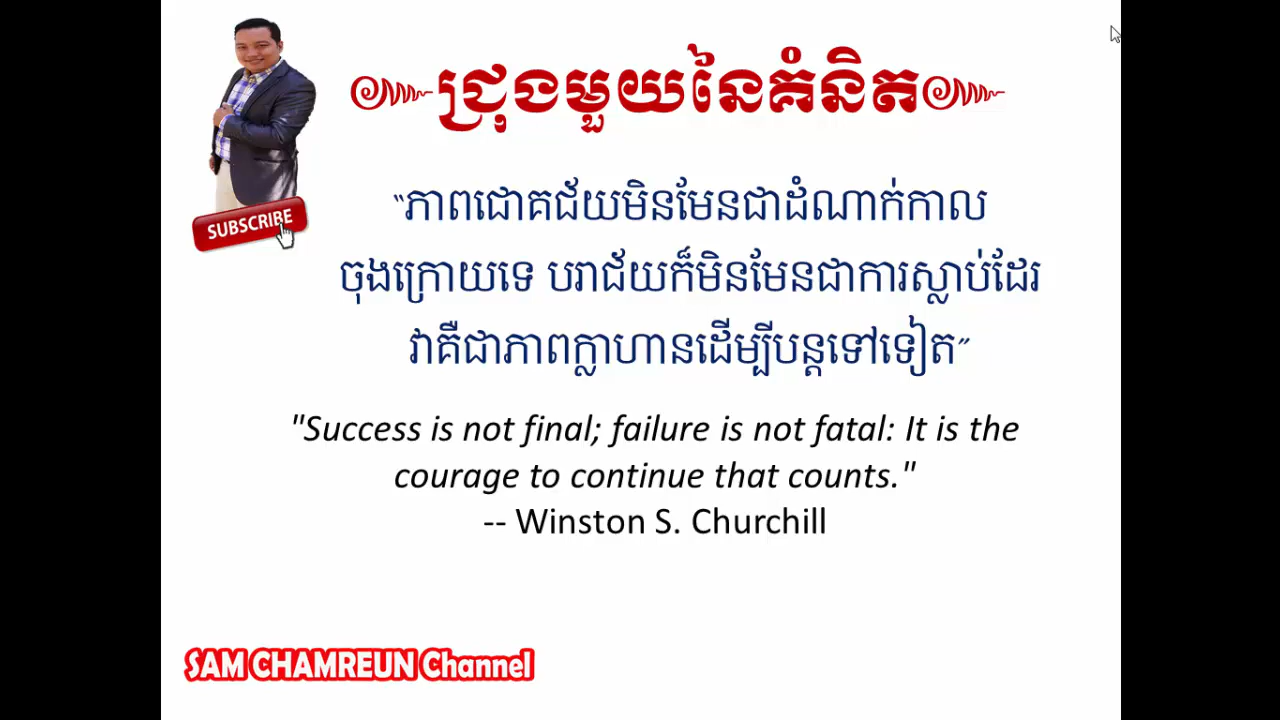 ជ្រុងមួយនៃគំនិត
SUBSCRIBE
“ភាពជោគជ័យមិនមែនជាដំណាក់កាល
ចុងក្រោយទេ បរាជ័យក៏មិនមែនជាការស្លាប់ដែរ
វាគឺជាភាពក្លាហានដើម្បីបន្តទៅទៀត”
"Success is not final; failure is not fatal: It is the
courage to continue that counts."
-- Winston S. Churchill
SAM CHAMREUN Channel